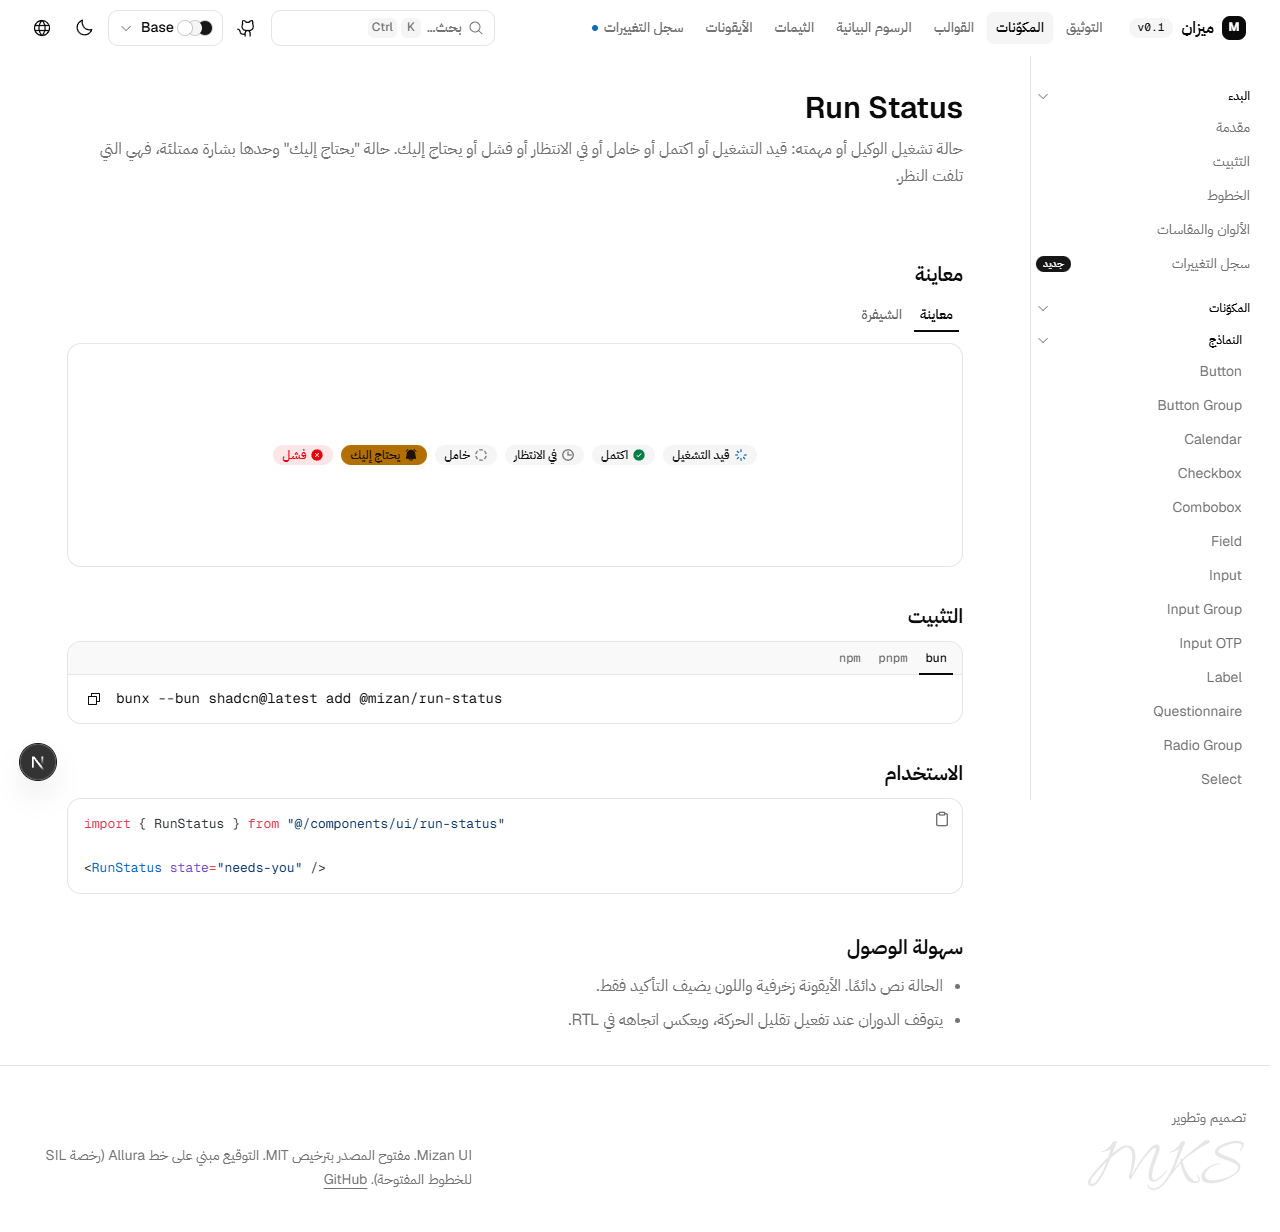 M ميزان v0.1 التوثيق المكوّنات القوالب الرسوم البيانية الثيمات الأيقونات سجل التغييرات بحث... Ctrl K Base
البدء
مقدمة
التثبيت
الخطوط
الألوان والمقاسات
سجل التغييرات جديد
المكوّنات
النماذج
Button
Button Group
Calendar
Checkbox
Combobox
Field
Input
Input Group
Input OTP
Label
Questionnaire
Radio Group
Select
Run Status
حالة تشغيل الوكيل أو مهمته: قيد التشغيل أو اكتمل أو خامل أو في الانتظار أو فشل أو يحتاج إليك. حالة "يحتاج إليك" وحدها بشارة ممتلئة، فهي التي
تلفت النظر.
معاينة
معاينة الشيفرة
قيد التشغيل اكتمل في الانتظار خامل يحتاج إليك فشل
التثبيت
bun pnpm npm
bunx --bun shadcn@latest add @mizan/run-status
الاستخدام
import { RunStatus } from "@/components/ui/run-status"
<RunStatus state="needs-you" />
سهولة الوصول
• الحالة نص دائمًا. الأيقونة زخرفية واللون يضيف التأكيد فقط.
• يتوقف الدوران عند تفعيل تقليل الحركة، ويعكس اتجاهه في RTL.
تصميم وتطوير
MKS
Mizan UI. مفتوح المصدر بترخيص MIT. التوقيع مبني على خط Allura (رخصة SIL
للخطوط المفتوحة). GitHub